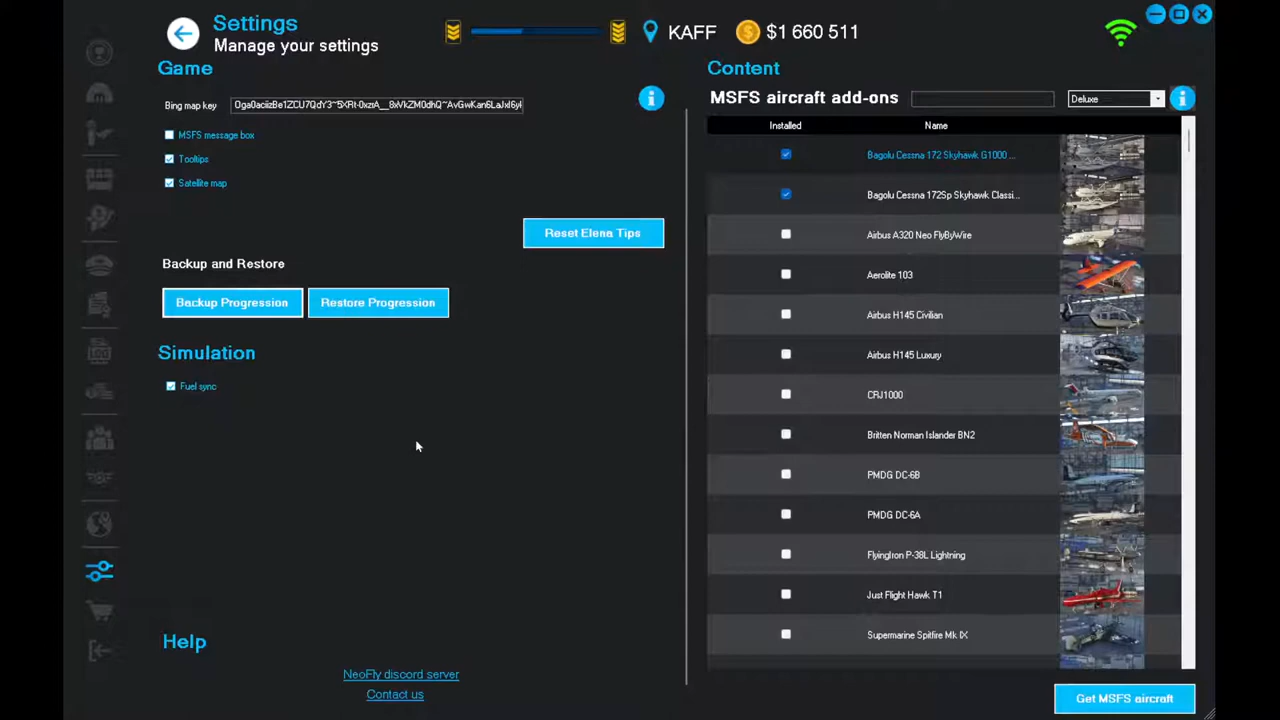 Settings
Manage your settings
KAFF
$1 660 511
Game
Bing map key
MSFS message box
Tooltips
Satellite map
Reset Elena Tips
Backup and Restore
Backup Progression
Restore Progression
Simulation
Fuel sync
Help
NeoFly discord server
Contact us
Content
MSFS aircraft add-ons
Deluxe
Installed
Name
Bagolu Cessna 172 Skyhawk G1000 ...
Bagolu Cessna 172Sp Skyhawk Classi...
Airbus A320 Neo FlyByWire
Aerolite 103
Airbus H145 Civilian
Airbus H145 Luxury
CRJ1000
Britten Norman Islander BN2
PMDG DC-6B
PMDG DC-6A
FlyingIron P-38L Lightning
Just Flight Hawk T1
Supermarine Spitfire Mk IX
Get MSFS aircraft
LOG